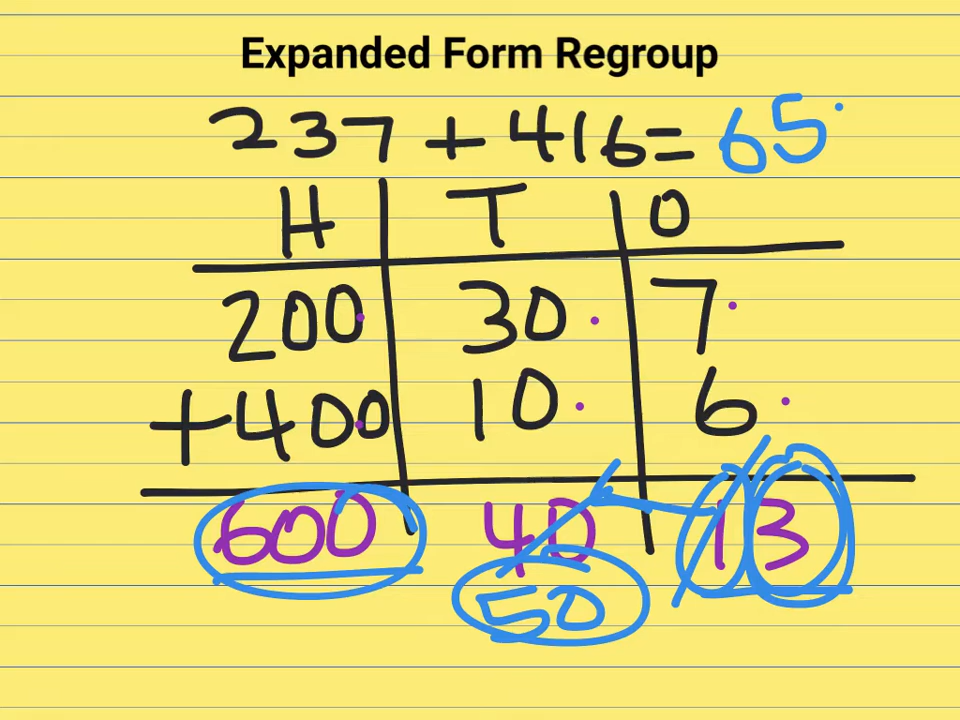 Expanded Form Regroup
237 + 416 = 65
H T O
200 30 7
+400 10 6
600 40 13
50